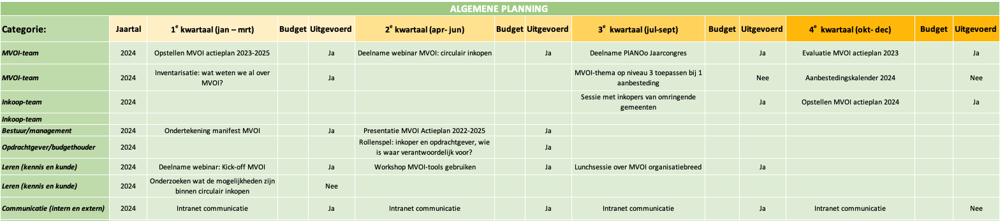 ALGEMENE PLANNING
Categorie: Jaartal 1e kwartaal (jan – mrt) Budget Uitgevoerd 2e kwartaal (apr- jun) Budget Uitgevoerd 3e kwartaal (jul-sept) Budget Uitgevoerd 4e kwartaal (okt- dec) Budget Uitgevoerd
MVOI-team 2024 Opstellen MVOI actieplan 2023-2025 Ja Deelname webinar MVOI: circulair inkopen Ja Deelname PIANOo Jaarcongres Ja Evaluatie MVOI actieplan 2023 Ja
MVOI-team 2024 Inventarisatie: wat weten we al over
MVOI? Ja MVOI-thema op niveau 3 toepassen bij 1
aanbesteding Nee Aanbestedingskalender 2024 Nee
Inkoop-team 2024 Sessie met inkopers van omringende
gemeenten Ja Opstellen MVOI actieplan 2024 Ja
Inkoop-team
Bestuur/management 2024 Ondertekening manifest MVOI Ja Presentatie MVOI Actieplan 2022-2025 Ja
Opdrachtgever/budgethouder 2024 Rollenspel: inkoper en opdrachtgever, wie
is waar verantwoordelijk voor? Ja
Leren (kennis en kunde) 2024 Deelname webinar: Kick-off MVOI Ja Workshop MVOI-tools gebruiken Ja Lunchsessie over MVOI organisatiebreed Ja
Leren (kennis en kunde) 2024 Onderzoeken wat de mogelijkheden zijn
binnen circulair inkopen Nee
Communicatie (intern en extern) 2024 Intranet communicatie Ja Intranet communicatie Ja Intranet communicatie Ja Intranet communicatie Nee